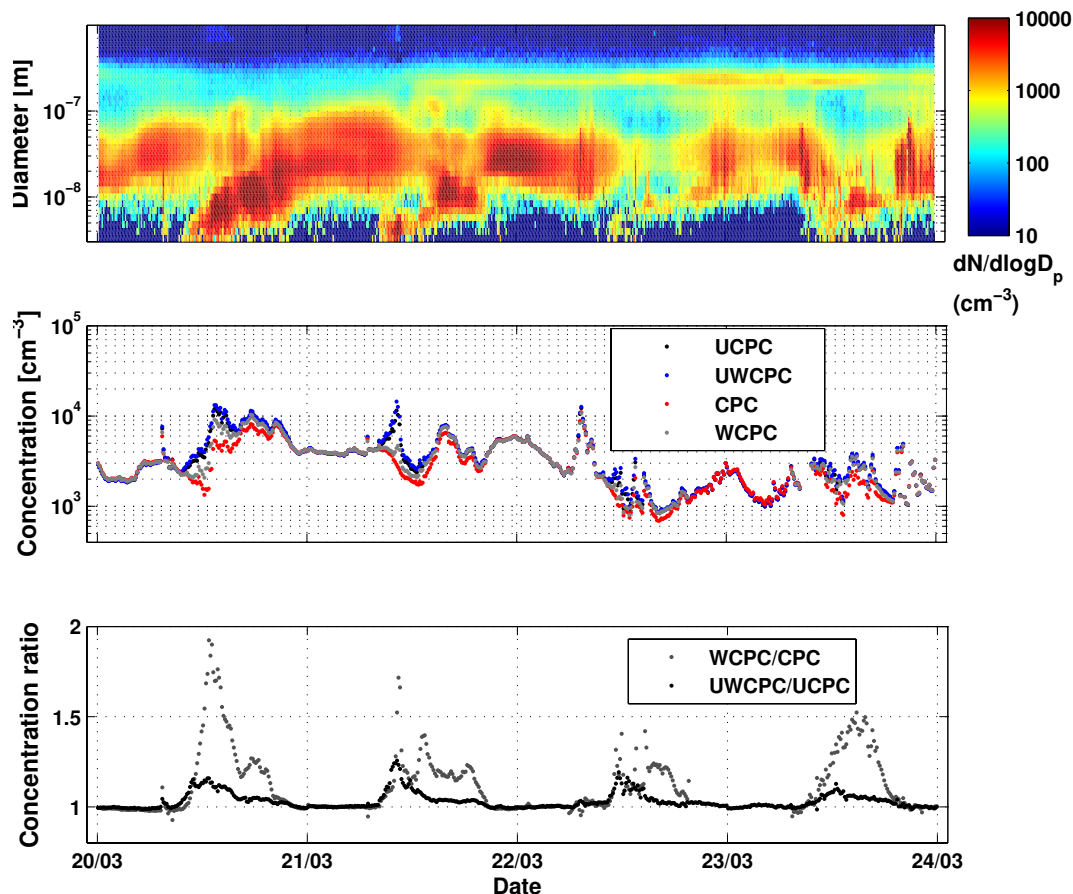 Diameter [m]
10^-7
10^-8
10000
1000
100
10
dN/dlogD_p
(cm^-3)
Concentration [cm^-3]
10^5
10^4
10^3
UCPC
UWCPC
CPC
WCPC
Concentration ratio
2
1.5
1
WCPC/CPC
UWCPC/UCPC
20/03
21/03
22/03
23/03
24/03
Date